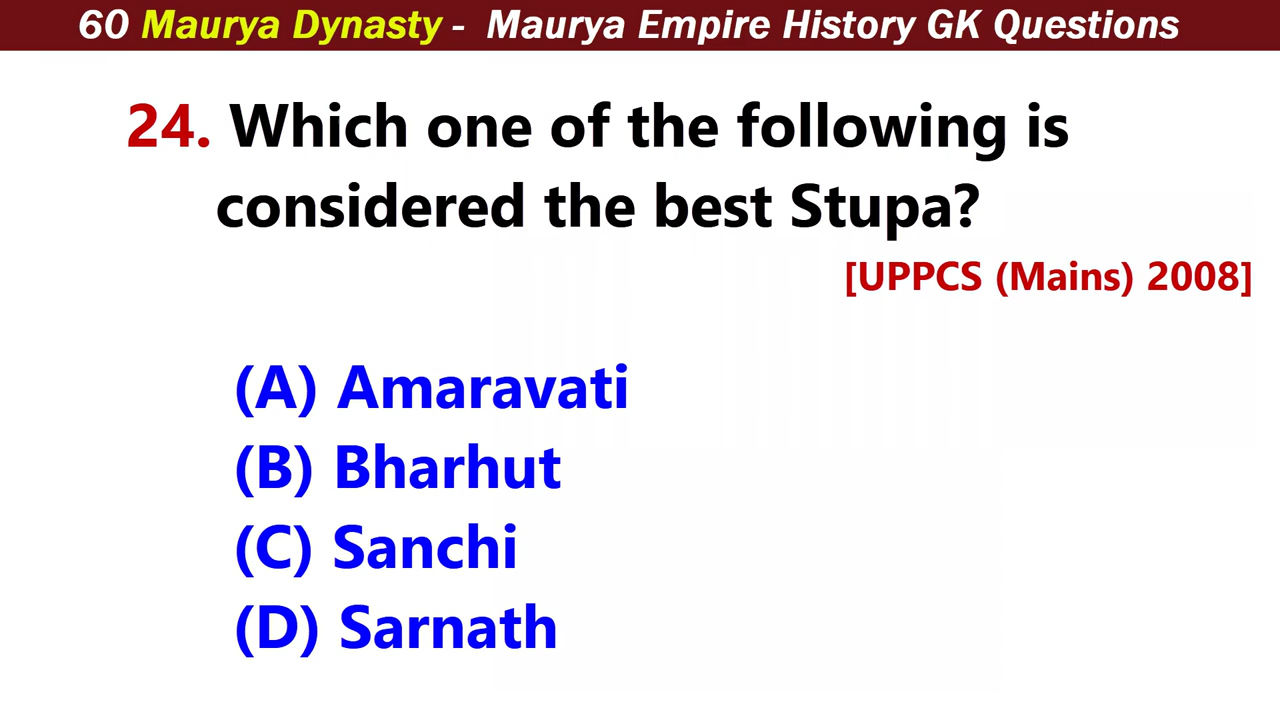 60 Maurya Dynasty - Maurya Empire History GK Questions
24. Which one of the following is
considered the best Stupa?
[UPPCS (Mains) 2008]
(A) Amaravati
(B) Bharhut
(C) Sanchi
(D) Sarnath